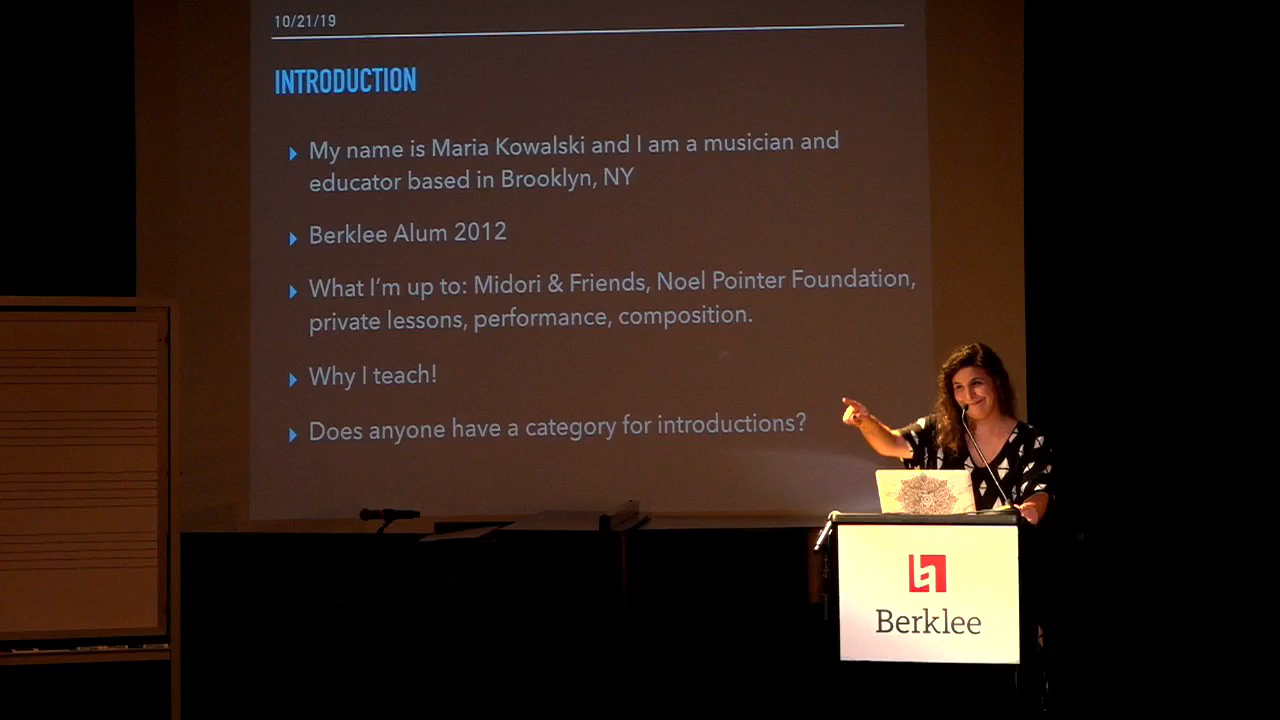 10/21/19
INTRODUCTION
My name is Maria Kowalski and I am a musician and
educator based in Brooklyn, NY
Berklee Alum 2012
What I'm up to: Midori & Friends, Noel Pointer Foundation,
private lessons, performance, composition.
Why I teach!
Does anyone have a category for introductions?
Berklee